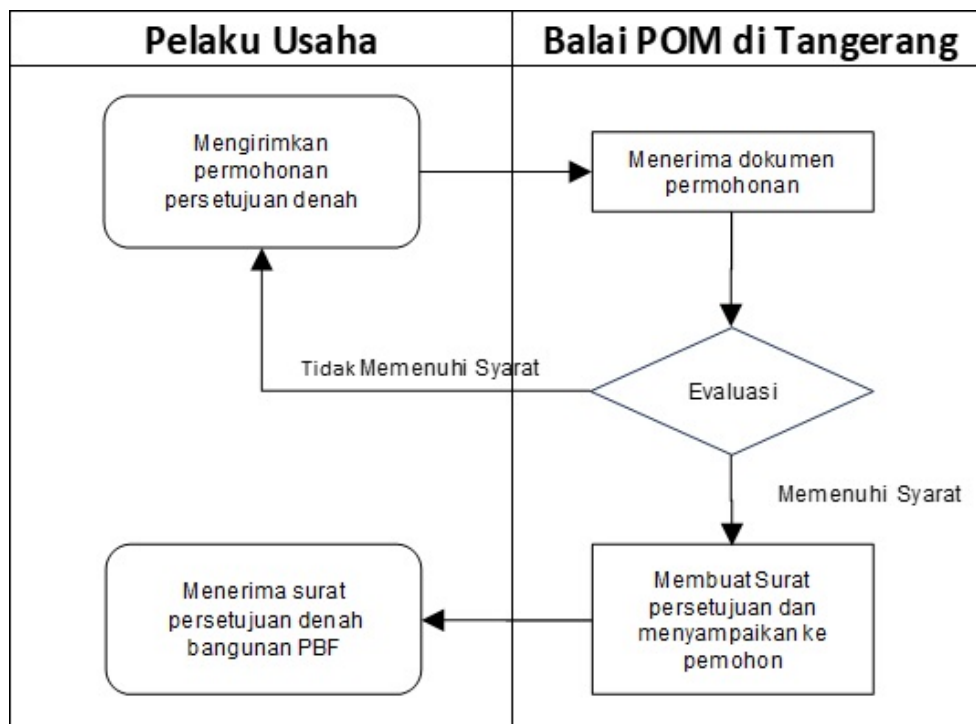 Pelaku Usaha
Balai POM di Tangerang
Mengirimkan
permohonan
persetujuan denah
Menerima dokumen
permohonan
Evaluasi
Tidak Memenuhi Syarat
Memenuhi Syarat
Membuat Surat
persetujuan dan
menyampaikan ke
pemohon
Menerima surat
persetujuan denah
bangunan PBF